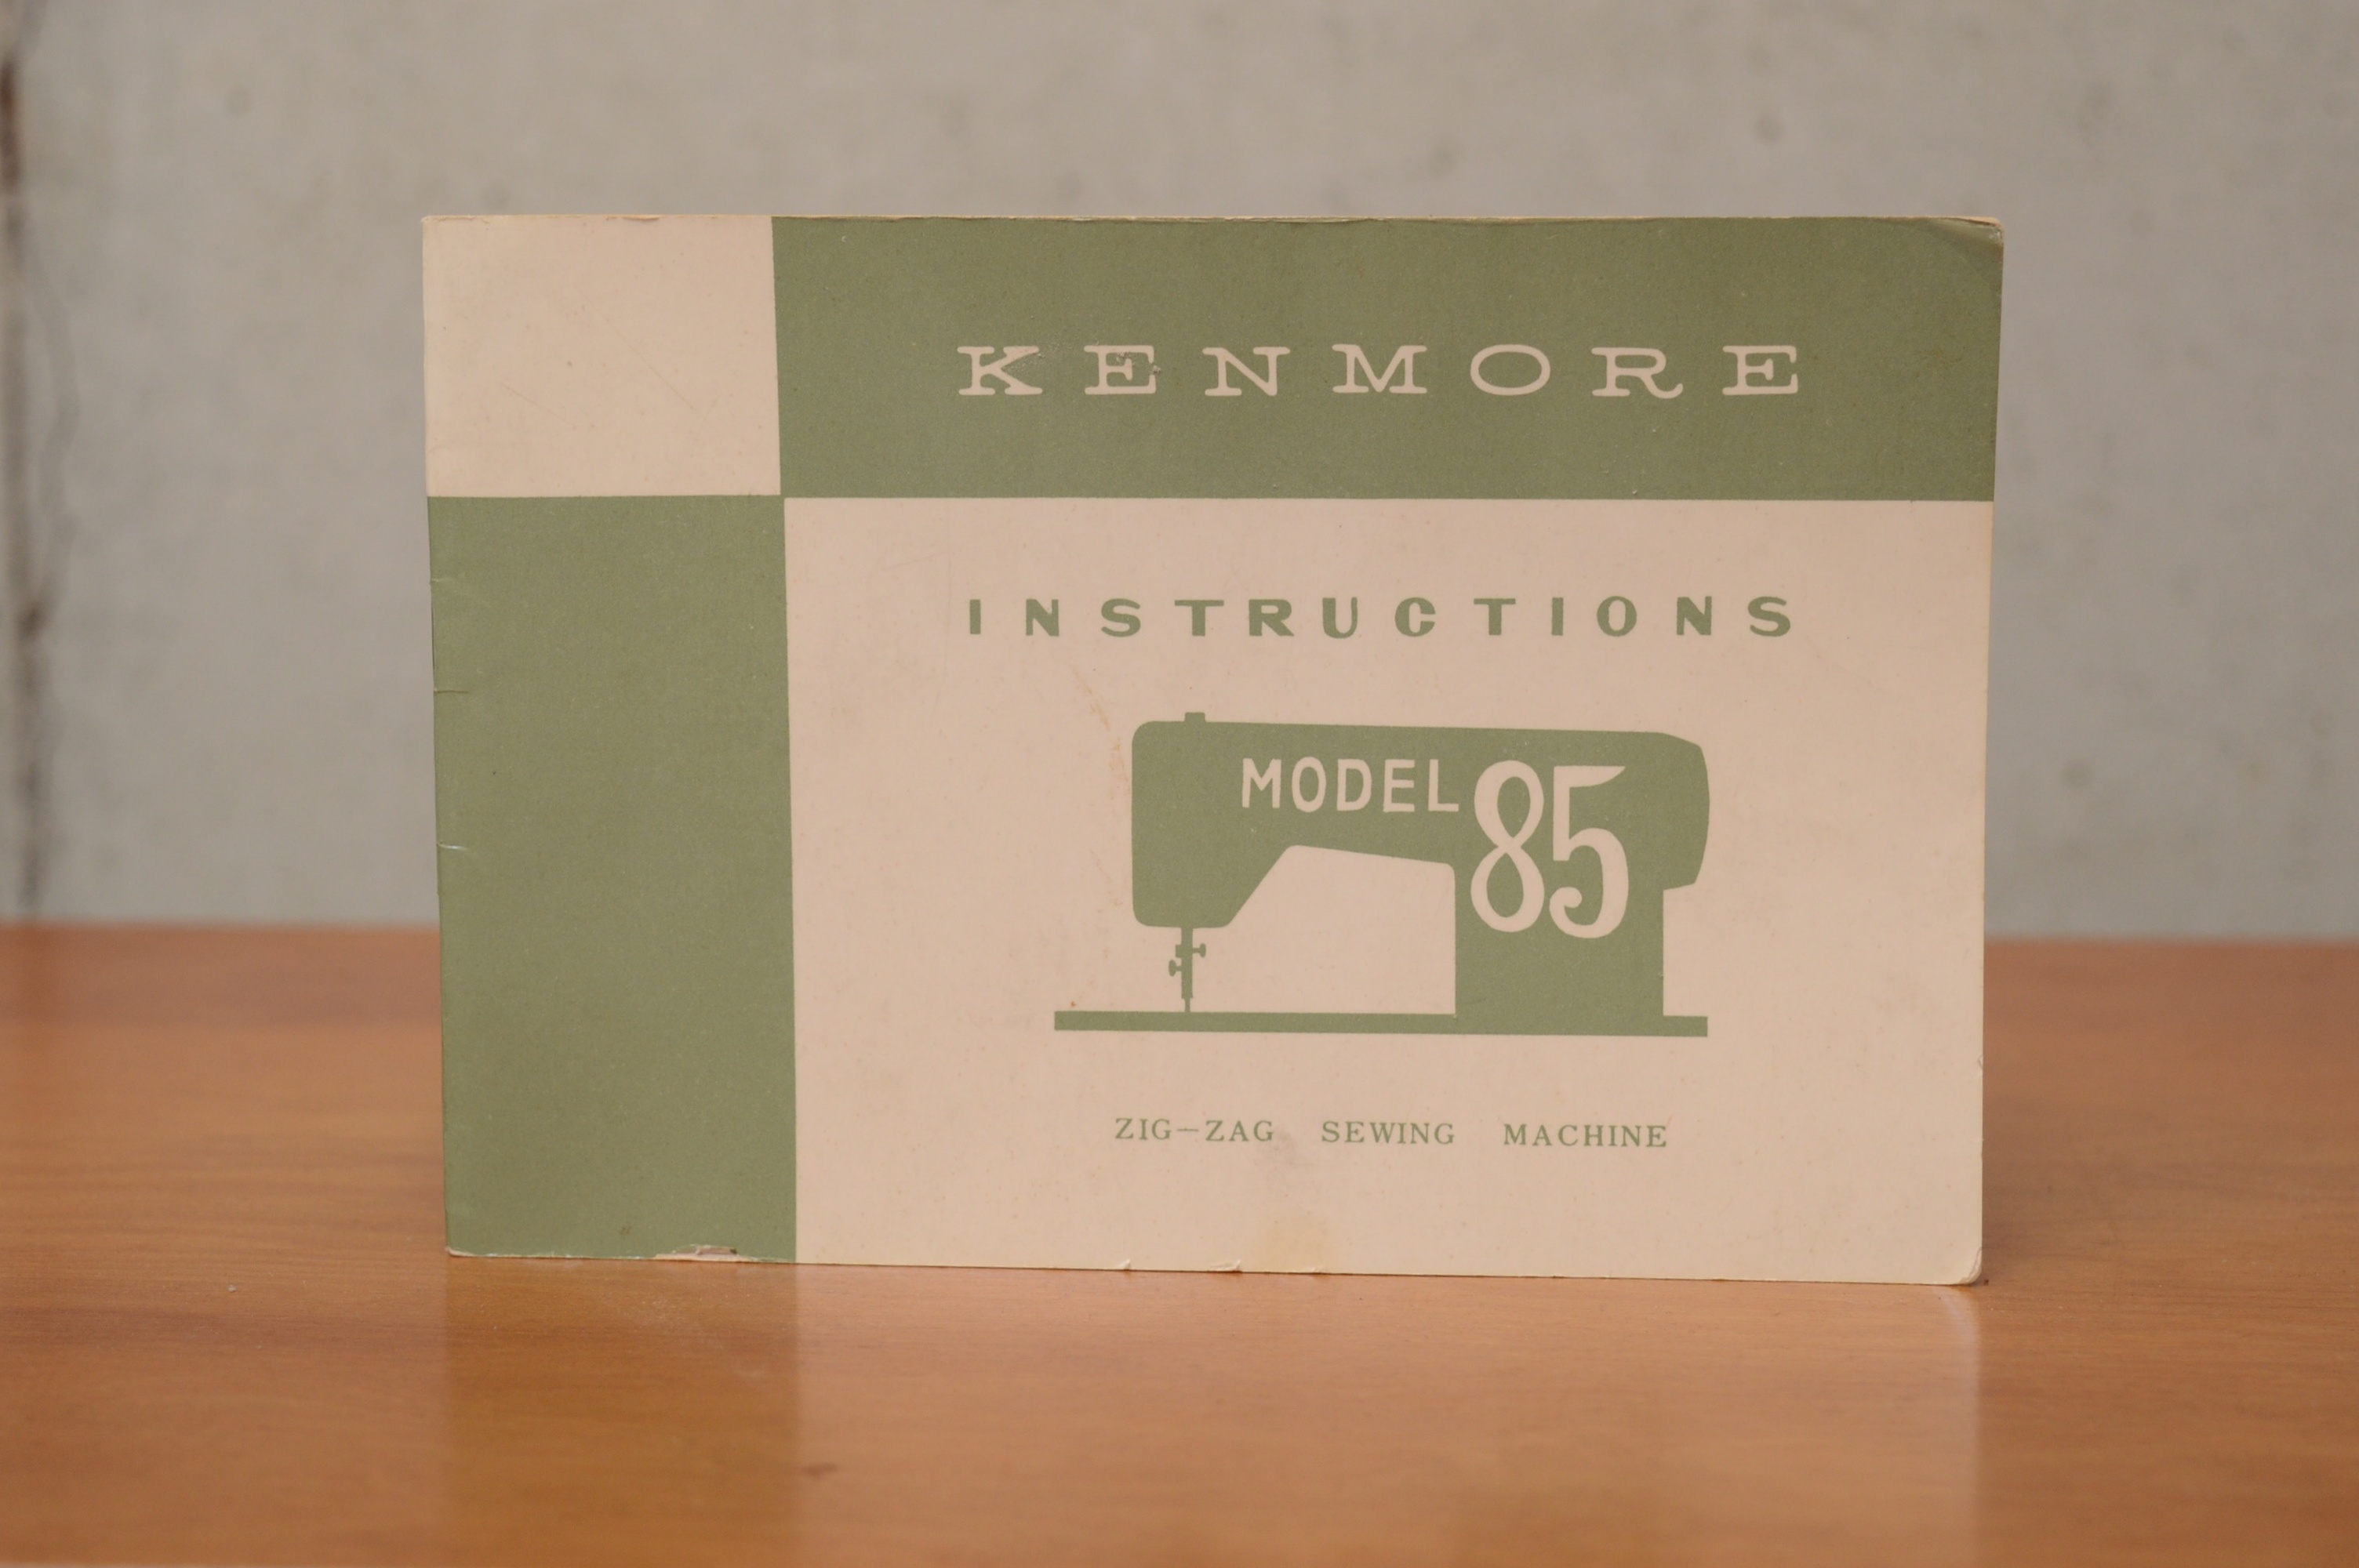 KENMORE
INSTRUCTIONS
MODEL 85
ZIG-ZAG SEWING MACHINE